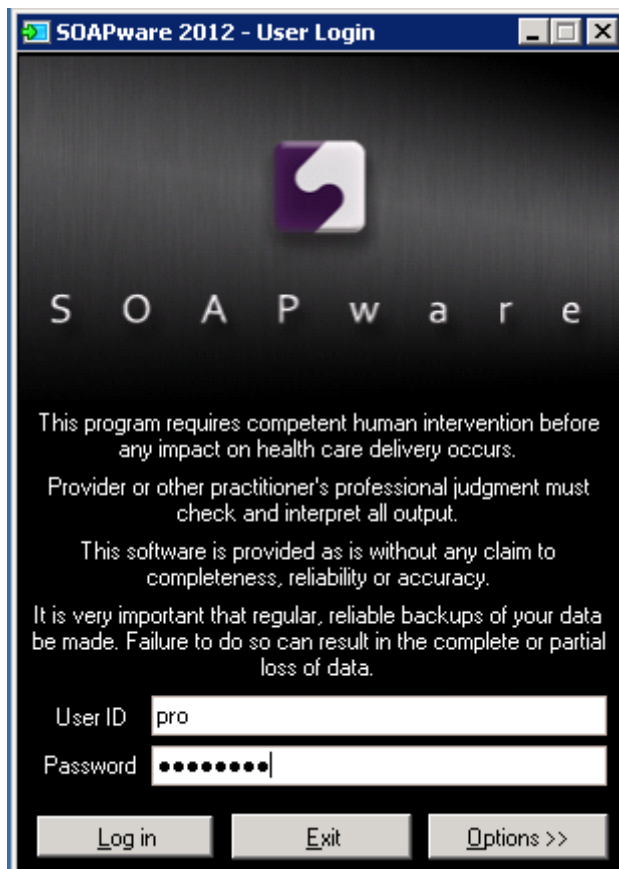 SOAPware 2012 - User Login
SOAPware
This program requires competent human intervention before
any impact on health care delivery occurs.
Provider or other practitioner's professional judgment must
check and interpret all output.
This software is provided as is without any claim to
completeness, reliability or accuracy.
It is very important that regular, reliable backups of your data
be made. Failure to do so can result in the complete or partial
loss of data.
User ID pro
Password ●●●●●●●●
Log in Exit Options >>